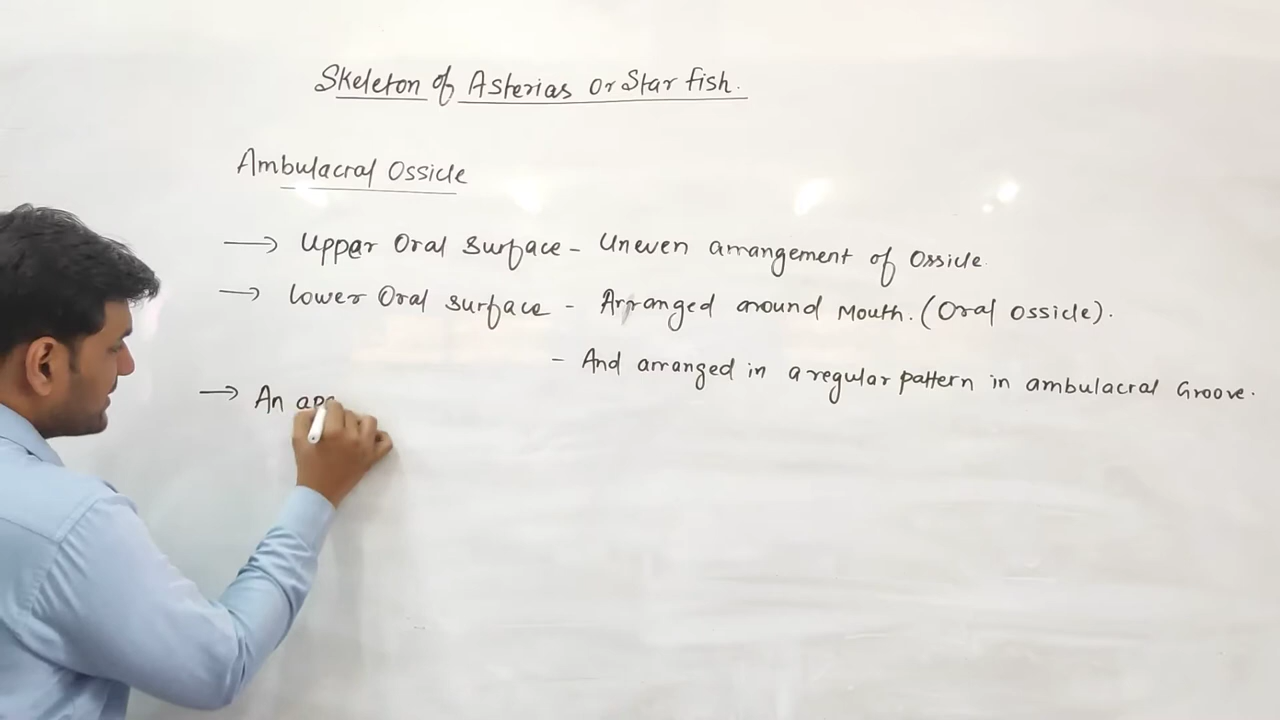 Skeleton of Asterias Or Star fish.
Ambulacral Ossicle
→ Upper Oral Surface - Uneven arrangement of Ossicle.
→ Lower Oral surface - Arranged around Mouth. (Oral ossicle).
- And arranged in a regular pattern in ambulacral Groove.
→ An